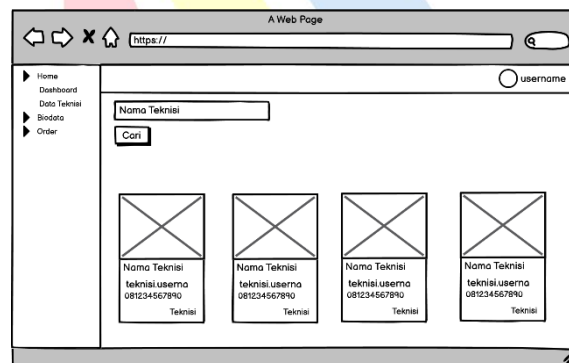 A Web Page
https://
Home
Dashboard
Data Teknisi
Biodata
Order
username
Nama Teknisi
Cari
Nama Teknisi
teknisi.userna
081234567890
Teknisi
Nama Teknisi
teknisi.userna
081234567890
Teknisi
Nama Teknisi
teknisi.userna
081234567890
Teknisi
Nama Teknisi
teknisi.userna
081234567890
Teknisi